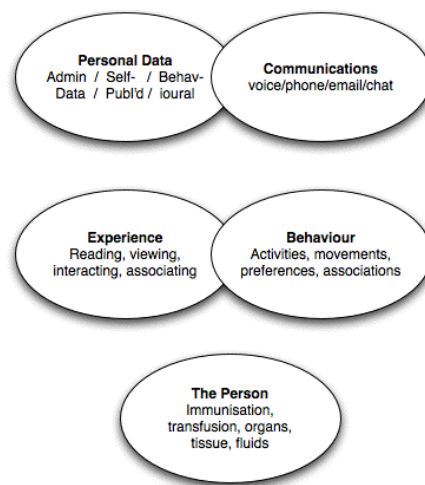 Personal Data
Admin / Self- / Behav-
Data / Publ'd / ioural
Communications
voice/phone/email/chat
Experience
Reading, viewing,
interacting, associating
Behaviour
Activities, movements,
preferences, associations
The Person
Immunisation,
transfusion, organs,
tissue, fluids